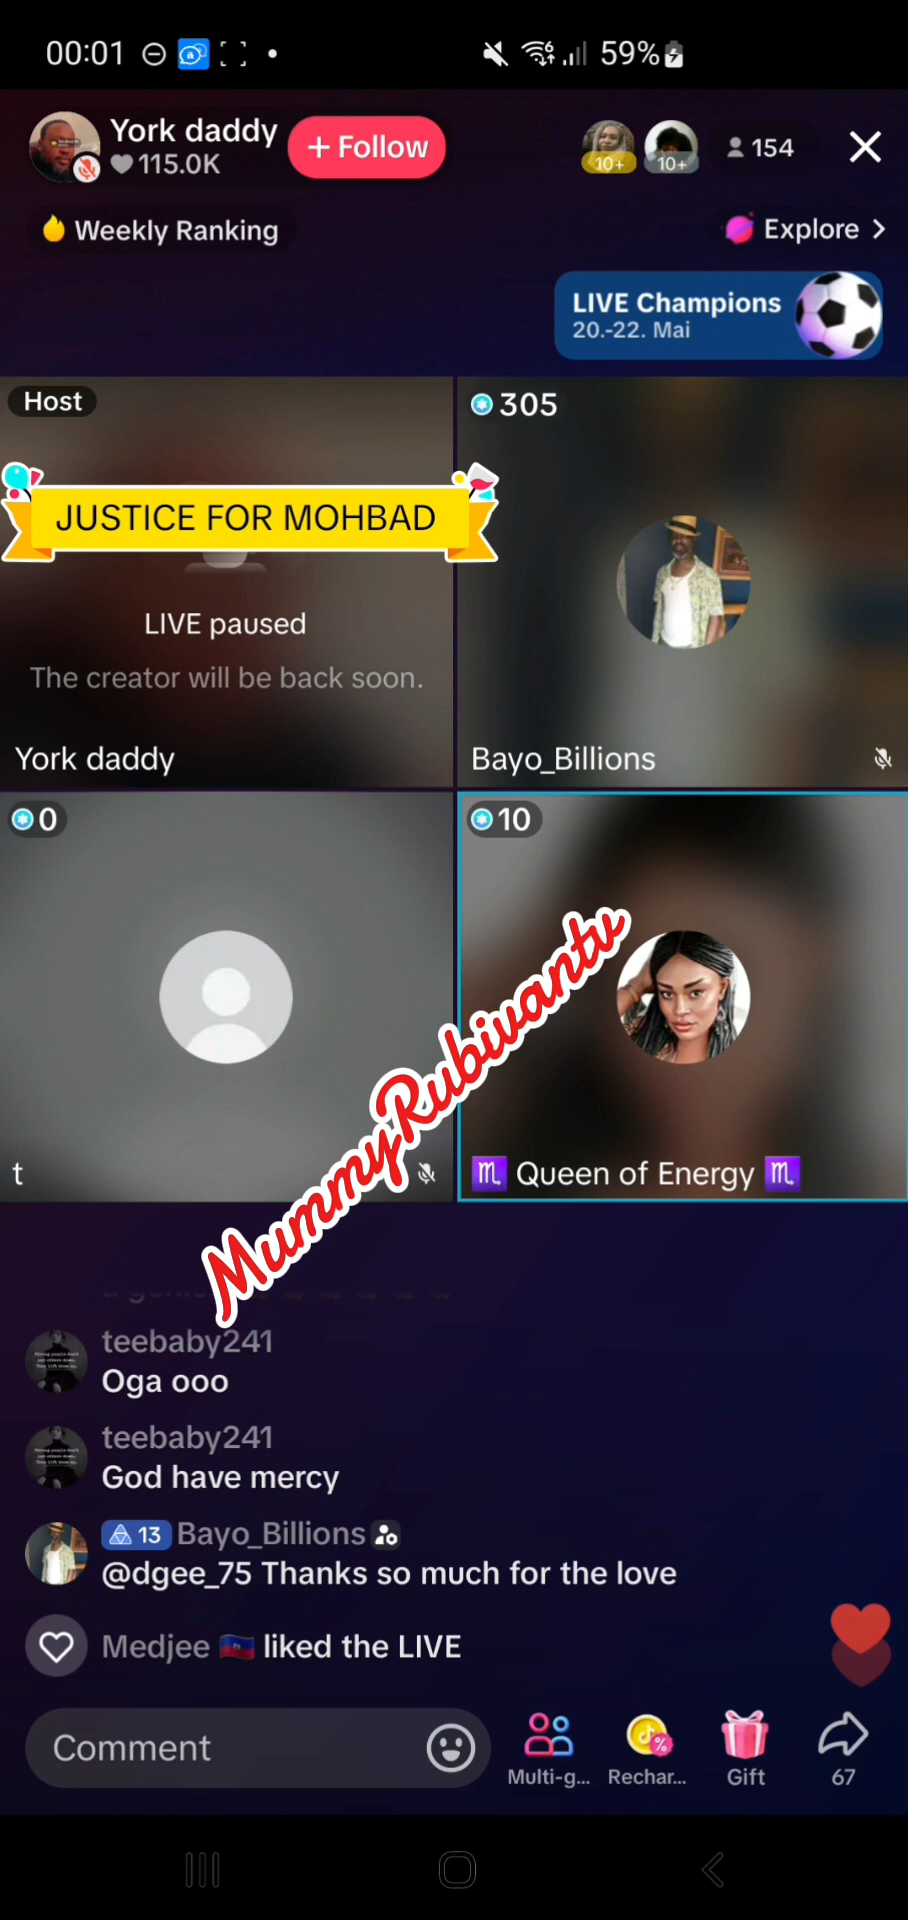 00:01
59%
York daddy
115.0K
+ Follow
10+
10+
154
Weekly Ranking
Explore >
LIVE Champions
20.-22. Mai
Host
305
JUSTICE FOR MOHBAD
LIVE paused
The creator will be back soon.
York daddy
Bayo_Billions
0
10
t
♏ Queen of Energy ♏
MummyRubivantv
teebaby241
Oga ooo
teebaby241
God have mercy
13 Bayo_Billions
@dgee_75 Thanks so much for the love
Medjee 🇭🇹 liked the LIVE
Comment
Multi-g...
Rechar...
Gift
67